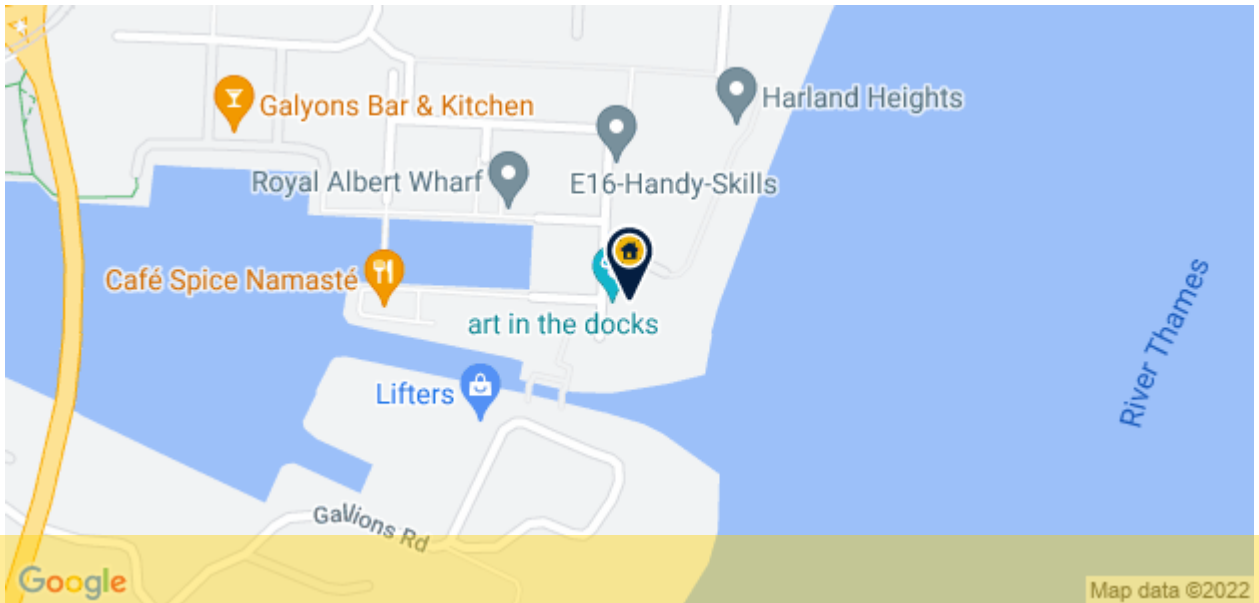 Galyons Bar & Kitchen
Harland Heights
Royal Albert Wharf
E16-Handy-Skills
Café Spice Namasté
art in the docks
River Thames
Lifters
Gallions Rd
Google
Map data ©2022